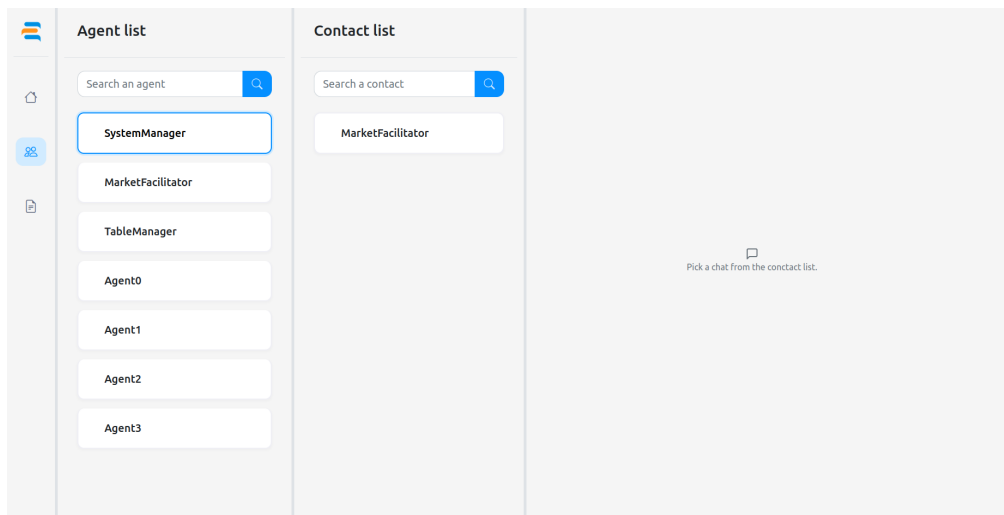 Agent list
Search an agent
SystemManager
MarketFacilitator
TableManager
Agent0
Agent1
Agent2
Agent3
Contact list
Search a contact
MarketFacilitator
Pick a chat from the conctact list.